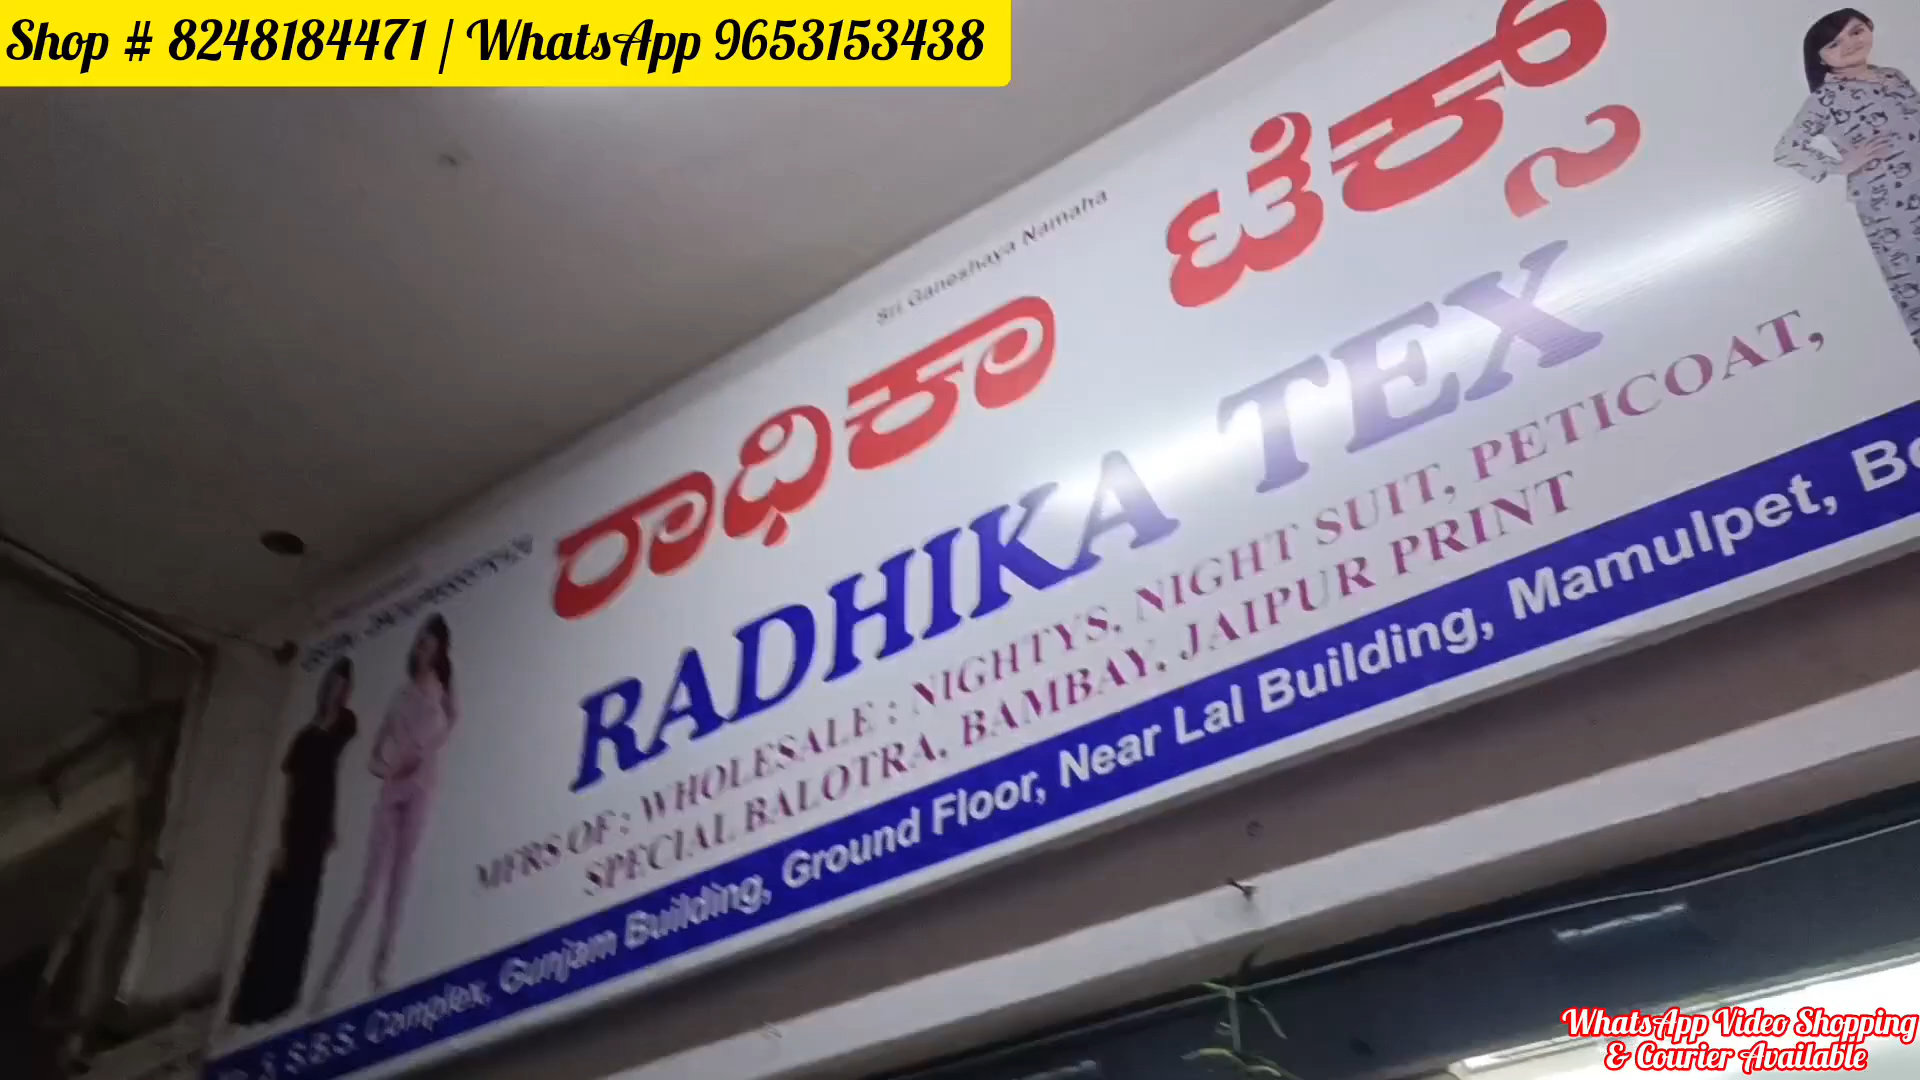 Shop # 8248184471 / WhatsApp 9653153438
Sri Ganeshaya Namaha
ರಾಧಿಕಾ ಟೆಕ್ಸ್
RADHIKA TEX
MFRS OF : WHOLESALE : NIGHTYS, NIGHT SUIT, PETICOAT,
SPECIAL BALOTRA, BAMBAY, JAIPUR PRINT
S.B.S. Complex, Gunjam Building, Ground Floor, Near Lal Building, Mamulpet,
WhatsApp Video Shopping
& Courier Available